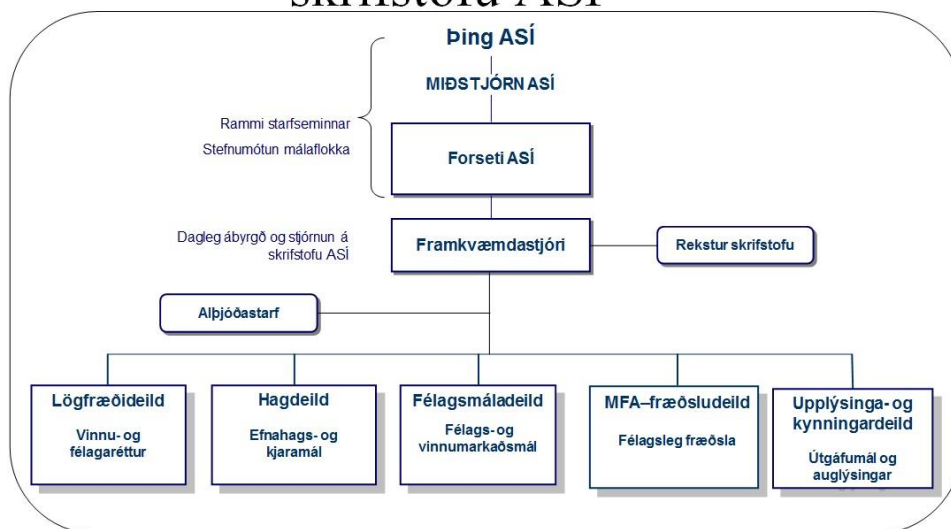 skrifstofu ASÍ
Þing ASÍ
MIÐSTJÓRN ASÍ
Rammi starfseminnar
Stefnumótun málaflokka
Forseti ASÍ
Dagleg ábyrgð og stjórnun á
skrifstofu ASÍ
Framkvæmdastjóri
Rekstur skrifstofu
Alþjóðastarf
Lögfræðideild
Vinnu- og
félagaréttur
Hagdeild
Efnahags- og
kjaramál
Félagsmáladeild
Félags- og
vinnumarkaðsmál
MFA–fræðsludeild
Félagsleg fræðsla
Upplýsinga- og
kynningardeild
Útgáfumál og
auglýsingar